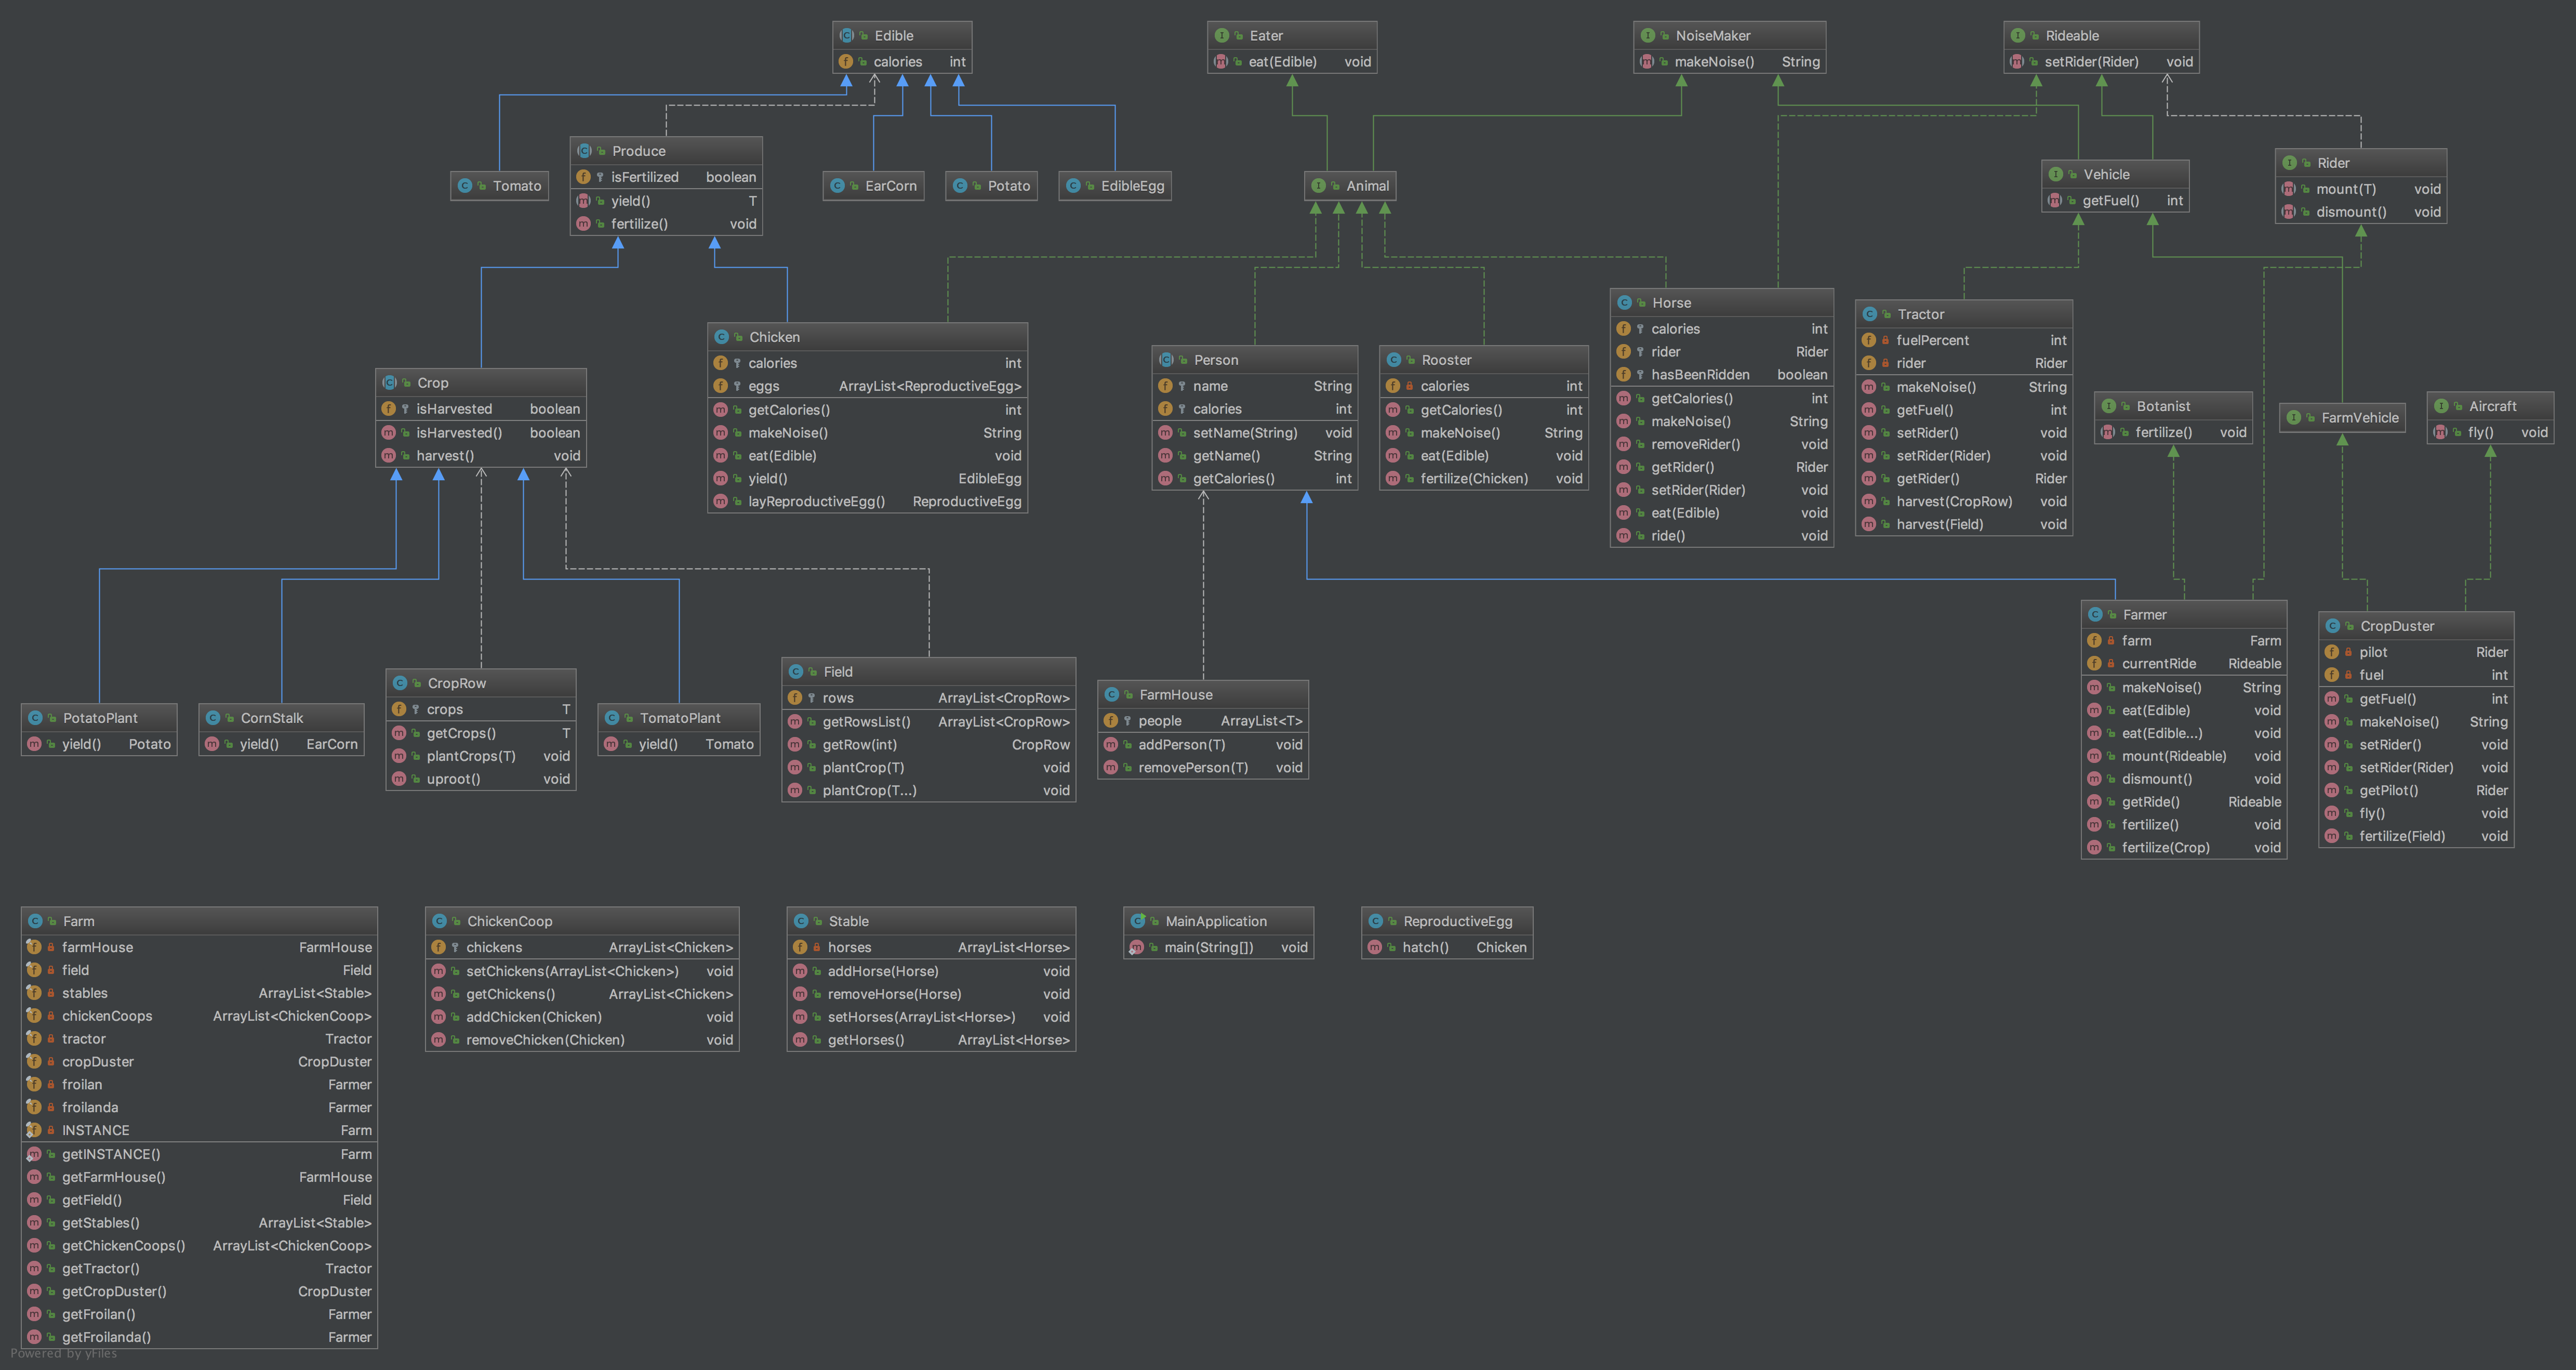 Edible
calories int
Eater
eat(Edible) void
NoiseMaker
makeNoise() String
Rideable
setRider(Rider) void
Tomato
Produce
isFertilized boolean
yield() T
fertilize() void
EarCorn
Potato
EdibleEgg
Animal
Vehicle
getFuel() int
Rider
mount(T) void
dismount() void
Crop
isHarvested boolean
isHarvested() boolean
harvest() void
Chicken
calories int
eggs ArrayList<ReproductiveEgg>
getCalories() int
makeNoise() String
eat(Edible) void
yield() EdibleEgg
layReproductiveEgg() ReproductiveEgg
Person
name String
calories int
setName(String) void
getName() String
getCalories() int
Rooster
calories int
getCalories() int
makeNoise() String
eat(Edible) void
fertilize(Chicken) void
Horse
calories int
rider Rider
hasBeenRidden boolean
getCalories() int
makeNoise() String
removeRider() void
getRider() Rider
setRider(Rider) void
eat(Edible) void
ride() void
Tractor
fuelPercent int
rider Rider
makeNoise() String
getFuel() int
setRider() void
setRider(Rider) void
getRider() Rider
harvest(CropRow) void
harvest(Field) void
Botanist
fertilize() void
FarmVehicle
Aircraft
fly() void
PotatoPlant
yield() Potato
CornStalk
yield() EarCorn
CropRow
crops T
getCrops() T
plantCrops(T) void
uproot() void
TomatoPlant
yield() Tomato
Field
rows ArrayList<CropRow>
getRowsList() ArrayList<CropRow>
getRow(int) CropRow
plantCrop(T) void
plantCrop(T...) void
FarmHouse
people ArrayList<T>
addPerson(T) void
removePerson(T) void
Farmer
farm Farm
currentRide Rideable
makeNoise() String
eat(Edible) void
eat(Edible...) void
mount(Rideable) void
dismount() void
getRide() Rideable
fertilize() void
fertilize(Crop) void
CropDuster
pilot Rider
fuel int
getFuel() int
makeNoise() String
setRider() void
setRider(Rider) void
getPilot() Rider
fly() void
fertilize(Field) void
Farm
farmHouse FarmHouse
field Field
stables ArrayList<Stable>
chickenCoops ArrayList<ChickenCoop>
tractor Tractor
cropDuster CropDuster
froilan Farmer
froilanda Farmer
INSTANCE Farm
getINSTANCE() Farm
getFarmHouse() FarmHouse
getField() Field
getStables() ArrayList<Stable>
getChickenCoops() ArrayList<ChickenCoop>
getTractor() Tractor
getCropDuster() CropDuster
getFroilan() Farmer
getFroilanda() Farmer
ChickenCoop
chickens ArrayList<Chicken>
setChickens(ArrayList<Chicken>) void
getChickens() ArrayList<Chicken>
addChicken(Chicken) void
removeChicken(Chicken) void
Stable
horses ArrayList<Horse>
addHorse(Horse) void
removeHorse(Horse) void
setHorses(ArrayList<Horse>) void
getHorses() ArrayList<Horse>
MainApplication
main(String[]) void
ReproductiveEgg
hatch() Chicken
Powered by yFiles